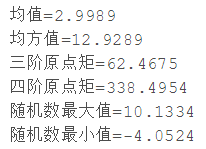 均值=2.9989
均方值=12.9289
三阶原点矩=62.4675
四阶原点矩=338.4954
随机数最大值=10.1334
随机数最小值=-4.0524